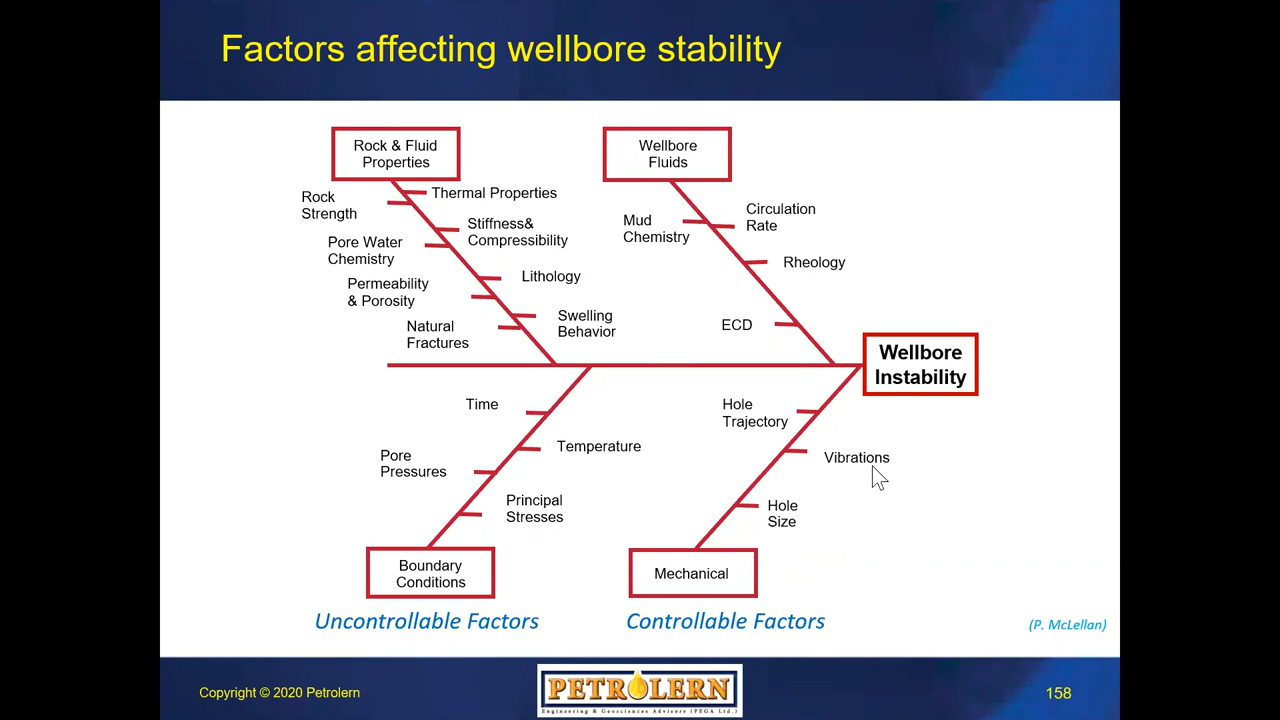 Factors affecting wellbore stability
Rock & Fluid
Properties
Wellbore
Fluids
Thermal Properties
Rock
Strength
Stiffness&
Compressibility
Pore Water
Chemistry
Lithology
Permeability
& Porosity
Swelling
Behavior
Natural
Fractures
Mud
Chemistry
Circulation
Rate
Rheology
ECD
Wellbore
Instability
Time
Temperature
Pore
Pressures
Principal
Stresses
Boundary
Conditions
Hole
Trajectory
Vibrations
Hole
Size
Mechanical
Uncontrollable Factors
Controllable Factors
(P. McLellan)
Copyright © 2020 Petrolern
PETROLERN
Engineering & Geosciences Advisors (PEGA Ltd.)
158